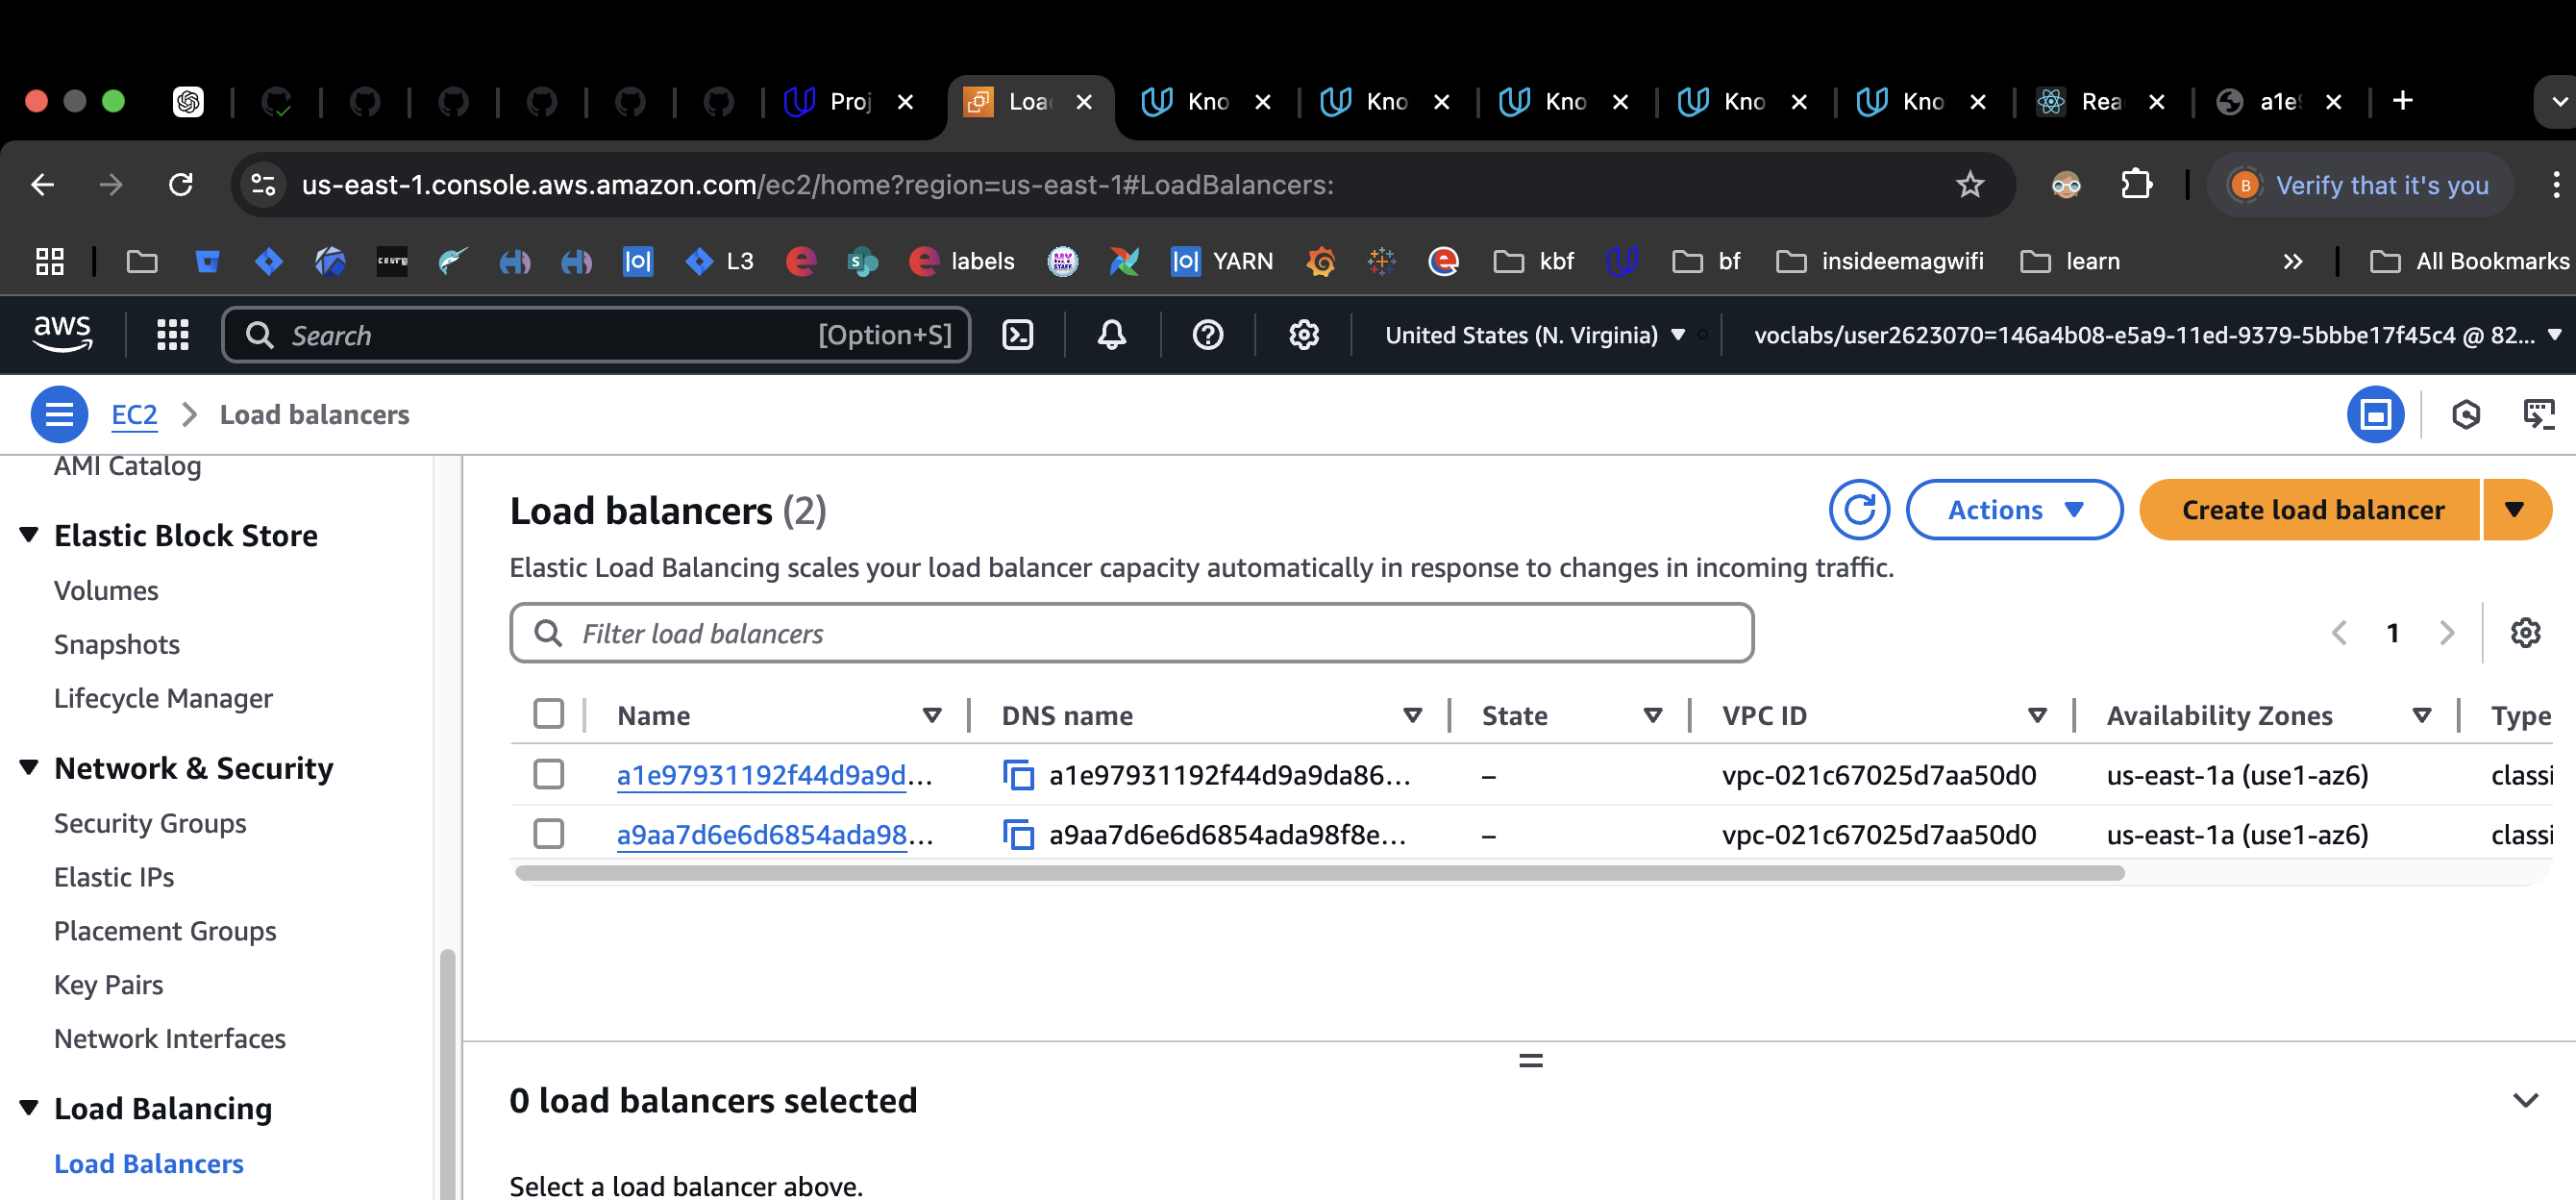 Proj
Loa
Kno
Kno
Kno
Kno
Kno
Rea
a1e
us-east-1.console.aws.amazon.com/ec2/home?region=us-east-1#LoadBalancers:
B
Verify that it's you
L3
labels
YARN
kbf
bf
insideemagwifi
learn
All Bookmarks
aws
Search
[Option+S]
United States (N. Virginia)
voclabs/user2623070=146a4b08-e5a9-11ed-9379-5bbbe17f45c4 @ 82...
EC2
Load balancers
AMI Catalog
Elastic Block Store
Volumes
Snapshots
Lifecycle Manager
Network & Security
Security Groups
Elastic IPs
Placement Groups
Key Pairs
Network Interfaces
Load Balancing
Load Balancers
Load balancers (2)
Actions
Create load balancer
Elastic Load Balancing scales your load balancer capacity automatically in response to changes in incoming traffic.
Filter load balancers
1
Name DNS name State VPC ID Availability Zones Type
a1e97931192f44d9a9d... a1e97931192f44d9a9da86... – vpc-021c67025d7aa50d0 us-east-1a (use1-az6) classi
a9aa7d6e6d6854ada98... a9aa7d6e6d6854ada98f8e... – vpc-021c67025d7aa50d0 us-east-1a (use1-az6) classi
0 load balancers selected
Select a load balancer above.